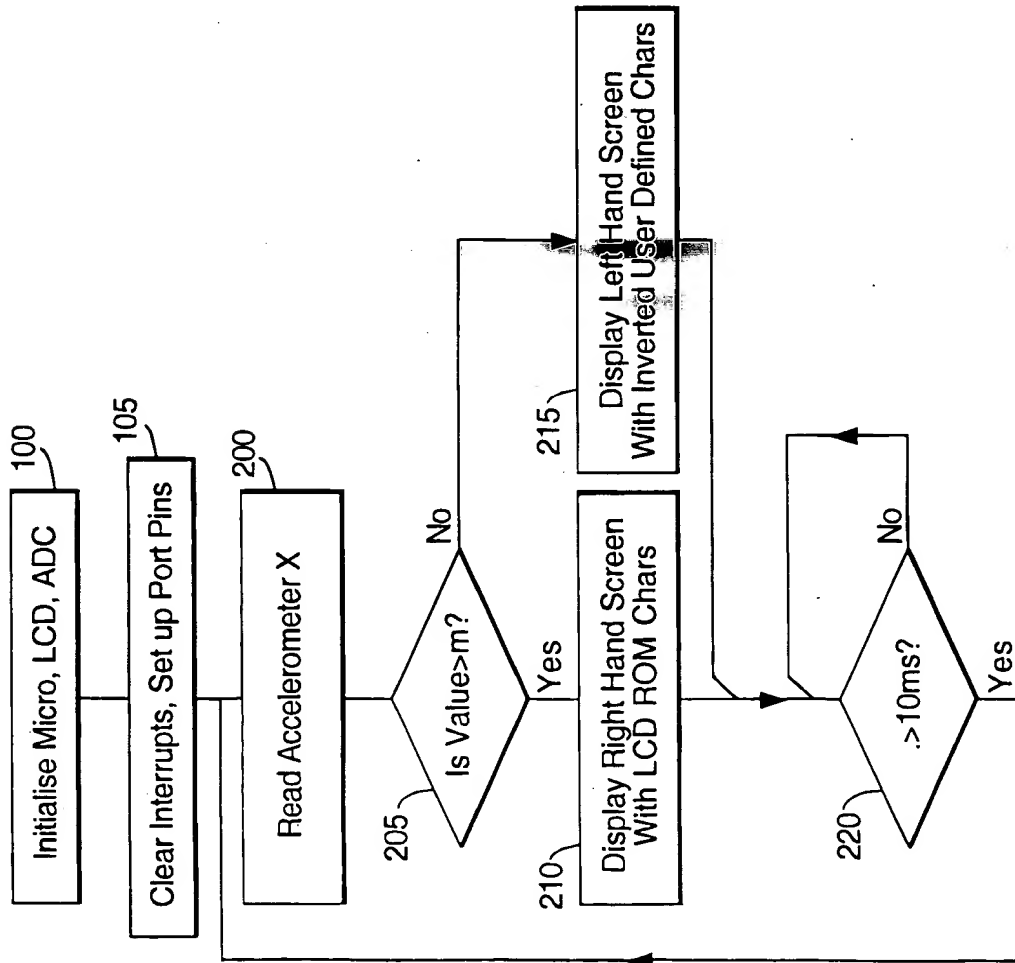 100
Initialise Micro, LCD, ADC
105
Clear Interrupts, Set up Port Pins
200
Read Accelerometer X
205
Is Value>m?
No
Yes
210
Display Right Hand Screen
With LCD ROM Chars
215
Display Left Hand Screen
With Inverted User Defined Chars
220
.>10ms?
No
Yes